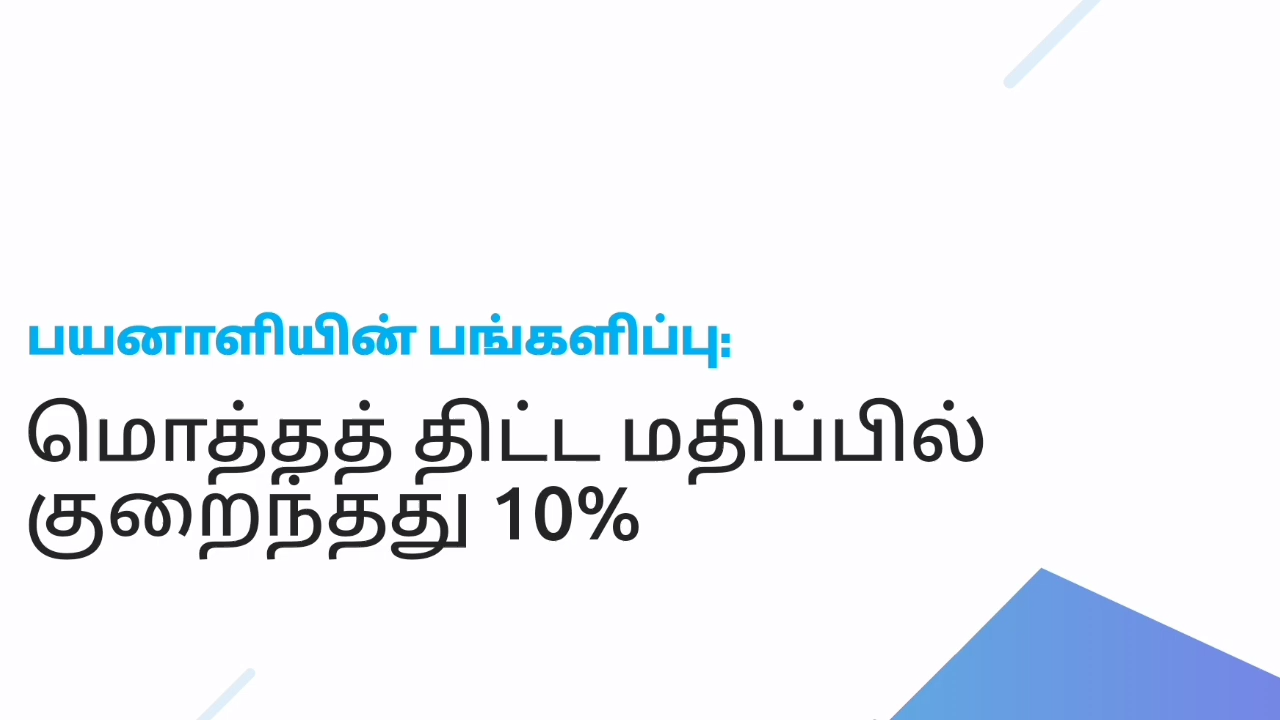 பயனாளியின் பங்களிப்பு:
மொத்தத் திட்ட மதிப்பில்
குறைந்தது 10%